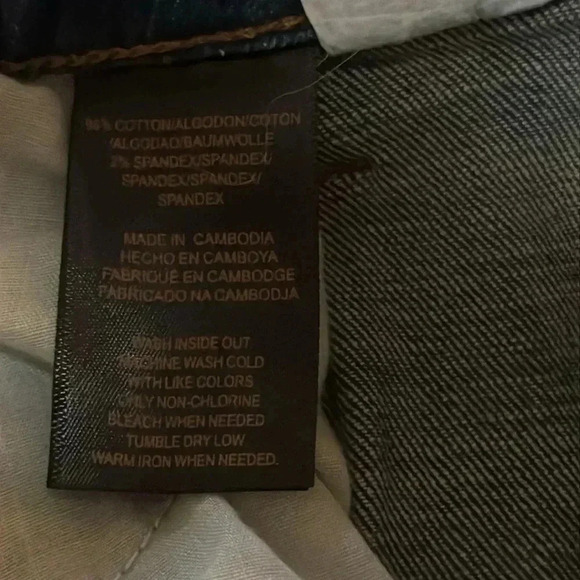 98% COTTON/ALGODON/COTON
/ALGODAO/BAUMWOLLE
2% SPANDEX/SPANDEX/
SPANDEX/SPANDEX/
SPANDEX
MADE IN CAMBODIA
HECHO EN CAMBOYA
FABRIQUÉ EN CAMBODGE
FABRICADO NA CAMBODJA
WASH INSIDE OUT
MACHINE WASH COLD
WITH LIKE COLORS
ONLY NON-CHLORINE
BLEACH WHEN NEEDED
TUMBLE DRY LOW
WARM IRON WHEN NEEDED.